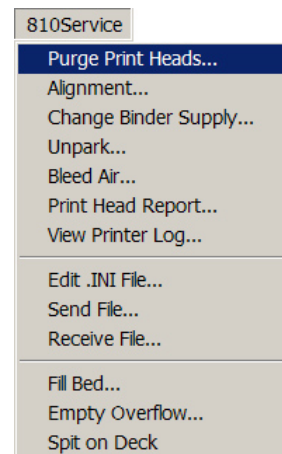 810Service
Purge Print Heads...
Alignment...
Change Binder Supply...
Unpark...
Bleed Air...
Print Head Report...
View Printer Log...
Edit .INI File...
Send File...
Receive File...
Fill Bed...
Empty Overflow...
Spit on Deck